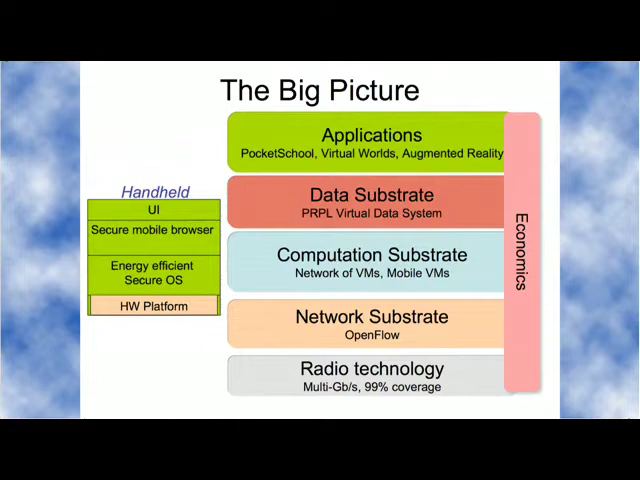 The Big Picture
Applications
PocketSchool, Virtual Worlds, Augmented Reality
Handheld
UI
Secure mobile browser
Energy efficient
Secure OS
HW Platform
Data Substrate
PRPL Virtual Data System
Computation Substrate
Network of VMs, Mobile VMs
Network Substrate
OpenFlow
Radio technology
Multi-Gb/s, 99% coverage
Economics